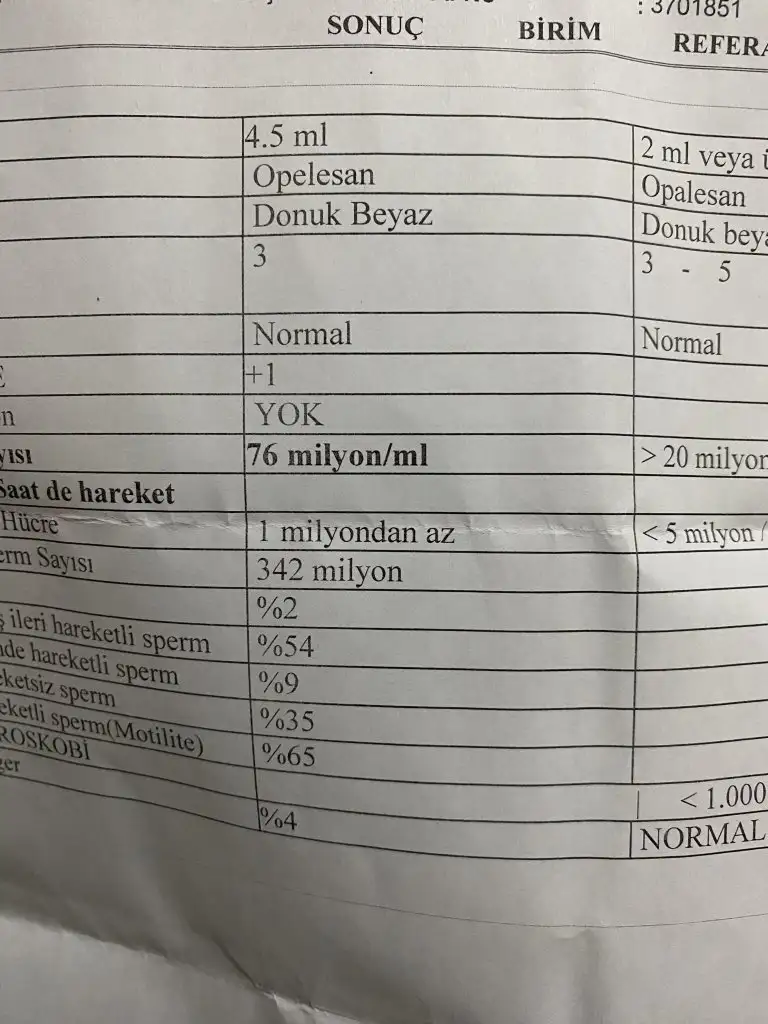 : 3701851
SONUÇ BİRİM REFERA
4.5 ml 2 ml veya ü
Opelesan Opalesan
Donuk Beyaz Donuk beya
3 3 - 5
Normal Normal
E +1
n YOK
YISI 76 milyon/ml > 20 milyon
Saat de hareket
Hücre 1 milyondan az < 5 milyon /
erm Sayısı 342 milyon
%2
ş ileri hareketli sperm %54
nde hareketli sperm %9
eketsiz sperm %35
eketli sperm(Motilite) %65
ROSKOBİ < 1.000
ger %4 NORMAL